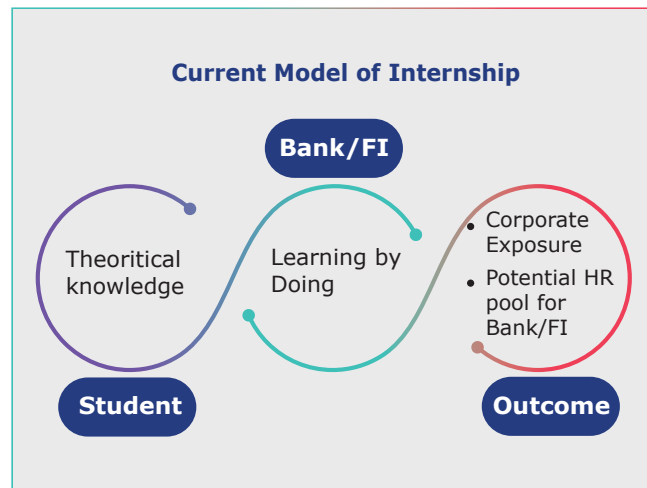 Current Model of Internship
Bank/FI
Theoritical
knowledge
Learning by
Doing
• Corporate
Exposure
• Potential HR
pool for
Bank/FI
Student
Outcome